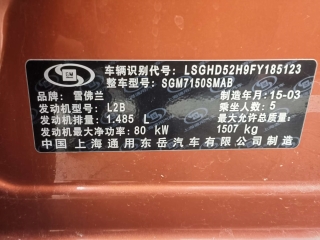 GM
车辆识别代号: LSGHD52H9FY185123
整车型号: SGM7150SMAB
品牌: 雪佛兰 制造年月: 15-03
发动机型号: L2B 乘坐人数: 5
发动机排量: 1.485 L 最大允许总质量:
发动机最大净功率: 80 kW 1507 kg
中国 上海通用东岳汽车有限公司制造